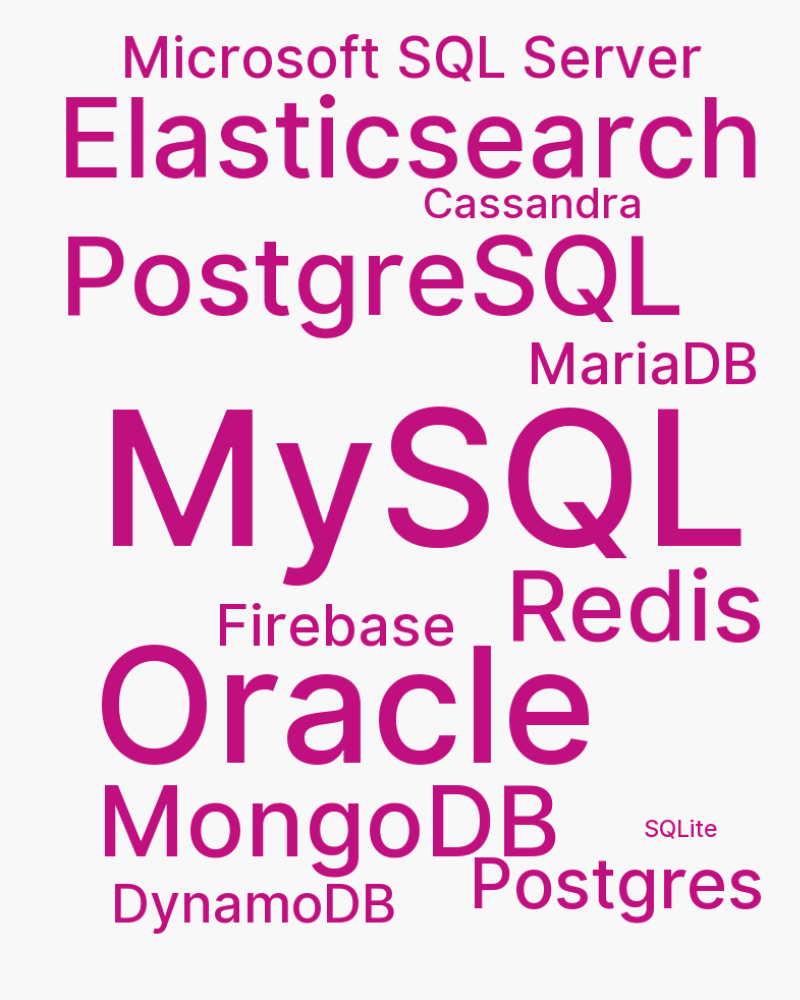 Microsoft SQL Server
Elasticsearch
Cassandra
PostgreSQL
MariaDB
MySQL
Redis
Firebase
Oracle
MongoDB
SQLite
Postgres
DynamoDB